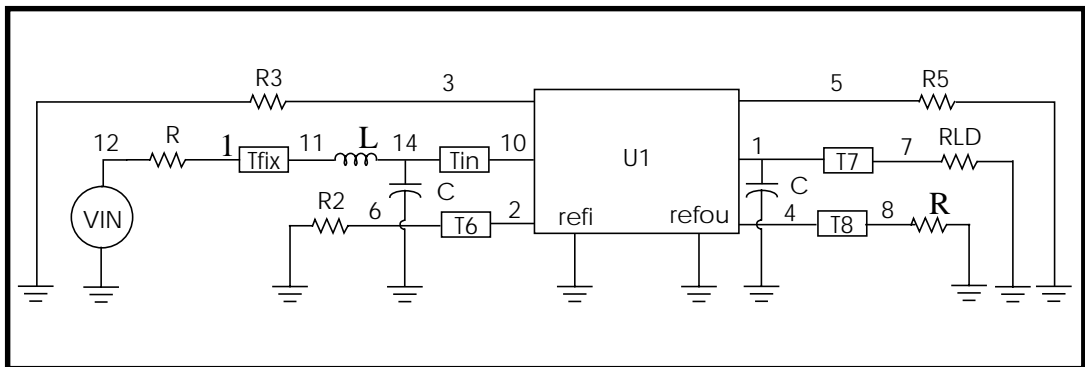 R3 3 5 R5
12 R 1 Tfix 11 L 14 Tin 10 U1 1 T7 7 RLD
VIN C C
R2 6 T6 2 refi refou 4 T8 8 R